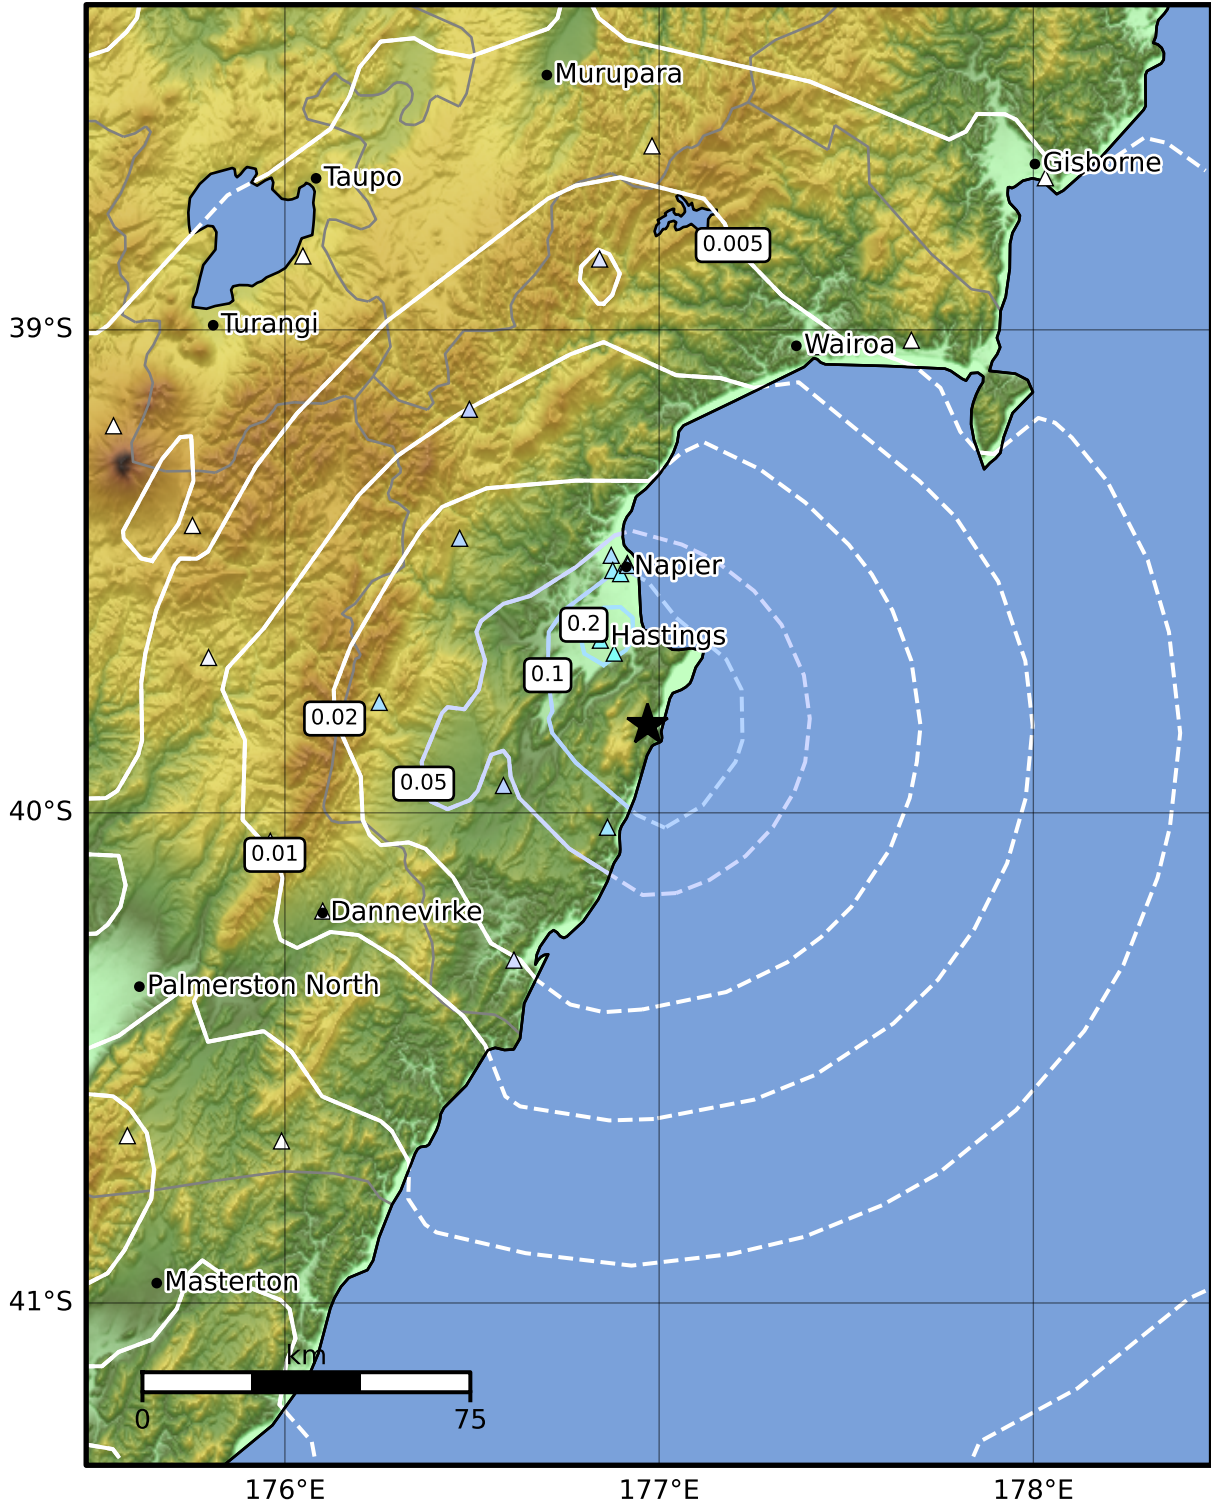 Murupara
Gisborne
Taupo
0.005
Turangi
39°S
Wairoa
Napier
0.2
Hastings
0.1
0.02
0.05
40°S
0.01
Dannevirke
Palmerston North
Masterton
41°S
km
0
75
176°E
177°E
178°E